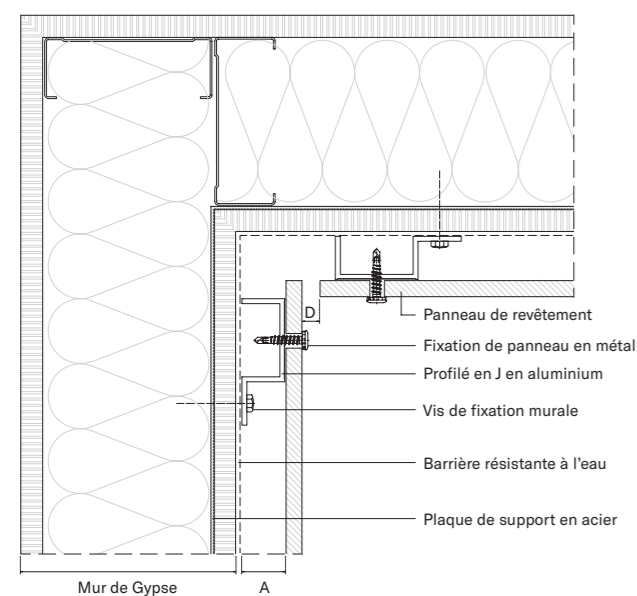 D
Panneau de revêtement
Fixation de panneau en métal
Profilé en J en aluminium
Vis de fixation murale
Barrière résistante à l'eau
Plaque de support en acier
Mur de Gypse
A